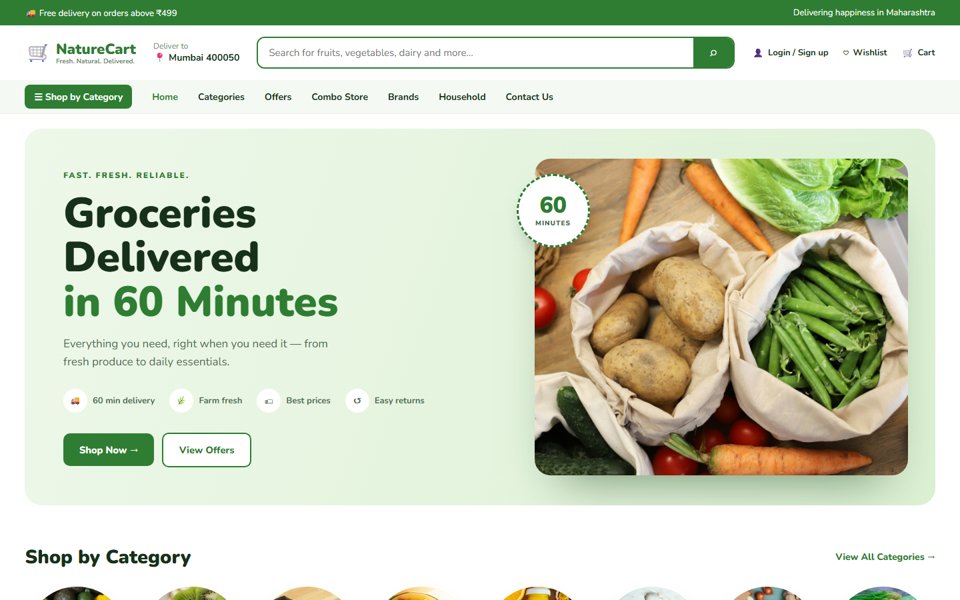 🚚 Free delivery on orders above ₹499
Delivering happiness in Maharashtra
NatureCart
Fresh. Natural. Delivered.
Deliver to
📍 Mumbai 400050
Search for fruits, vegetables, dairy and more...
👤 Login / Sign up
♡ Wishlist
🛒 Cart
☰ Shop by Category
Home
Categories
Offers
Combo Store
Brands
Household
Contact Us
FAST. FRESH. RELIABLE.
Groceries
Delivered
in 60 Minutes
60
MINUTES
Everything you need, right when you need it — from
fresh produce to daily essentials.
60 min delivery
Farm fresh
Best prices
Easy returns
Shop Now →
View Offers
Shop by Category
View All Categories →